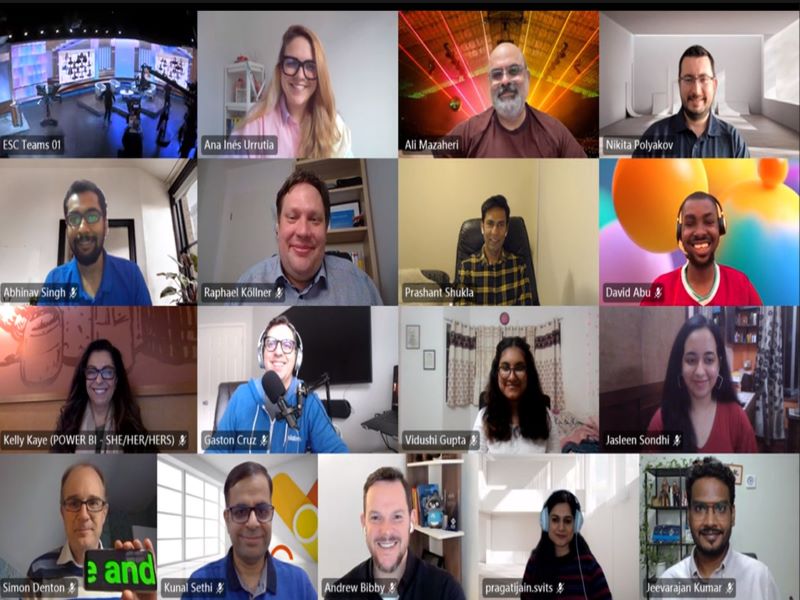 ESC Teams 01
Ana Inés Urrutia
Ali Mazaheri
Nikita Polyakov
Abhinav Singh
Raphael Köllner
Prashant Shukla
David Abu
Kelly Kaye (POWER BI - SHE/HER/HERS)
Gaston Cruz
Vidushi Gupta
Jasleen Sondhi
e and
Simon Denton
Kunal Sethi
Andrew Bibby
pragatijain.svits
Jeevarajan Kumar